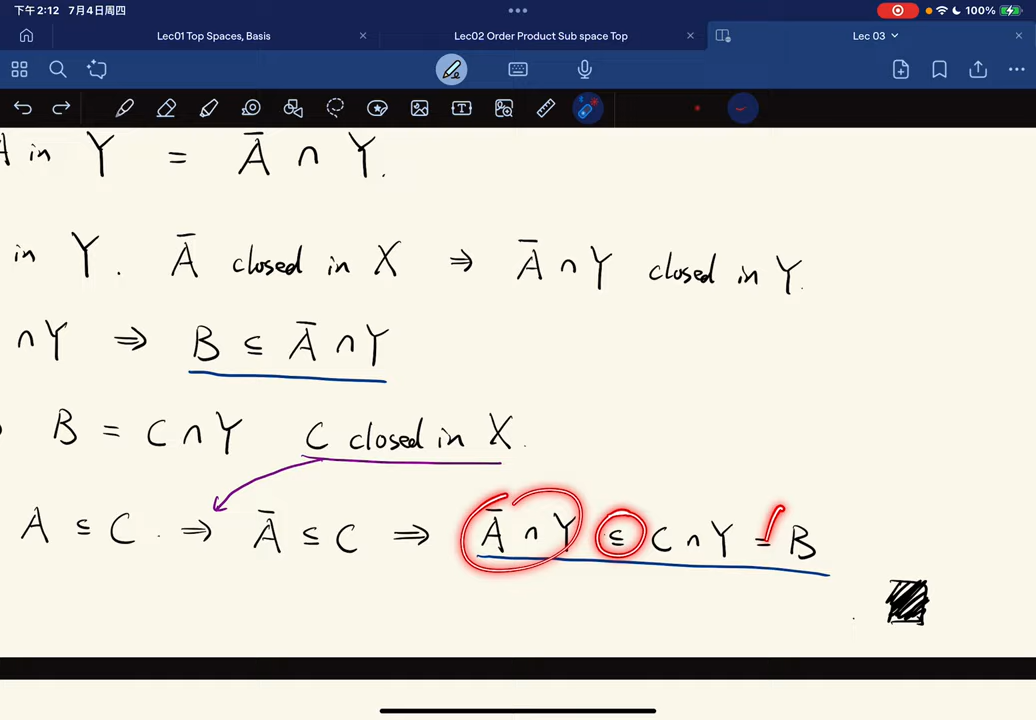 下午2:12 7月4日周四
100%
Lec01 Top Spaces, Basis
Lec02 Order Product Sub space Top
Lec 03
A in Y = Ā ∩ Y.
in Y. Ā closed in X ⇒ Ā ∩ Y closed in Y.
∩ Y ⇒ B ⊆ Ā ∩ Y
B = C ∩ Y C closed in X.
A ⊆ C. ⇒ Ā ⊆ C ⇒ Ā ∩ Y ⊆ C ∩ Y = B